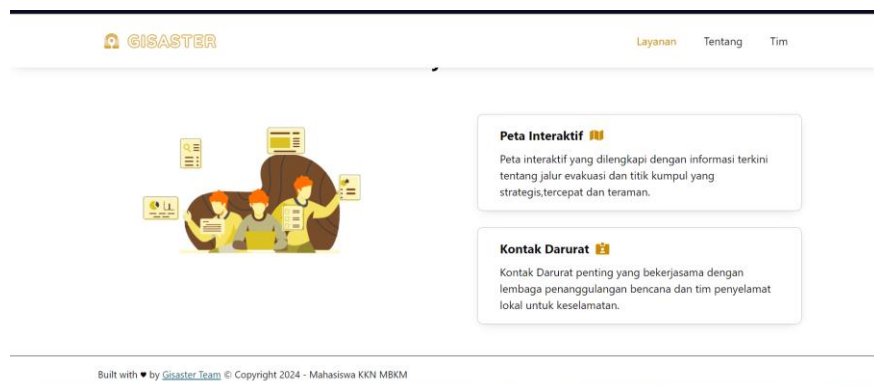 GISASTER
Layanan Tentang Tim
Peta Interaktif
Peta interaktif yang dilengkapi dengan informasi terkini
tentang jalur evakuasi dan titik kumpul yang
strategis,tercepat dan teraman.
Kontak Darurat
Kontak Darurat penting yang bekerjasama dengan
lembaga penanggulangan bencana dan tim penyelamat
lokal untuk keselamatan.
Built with ♥ by Gisaster Team © Copyright 2024 - Mahasiswa KKN MBKM